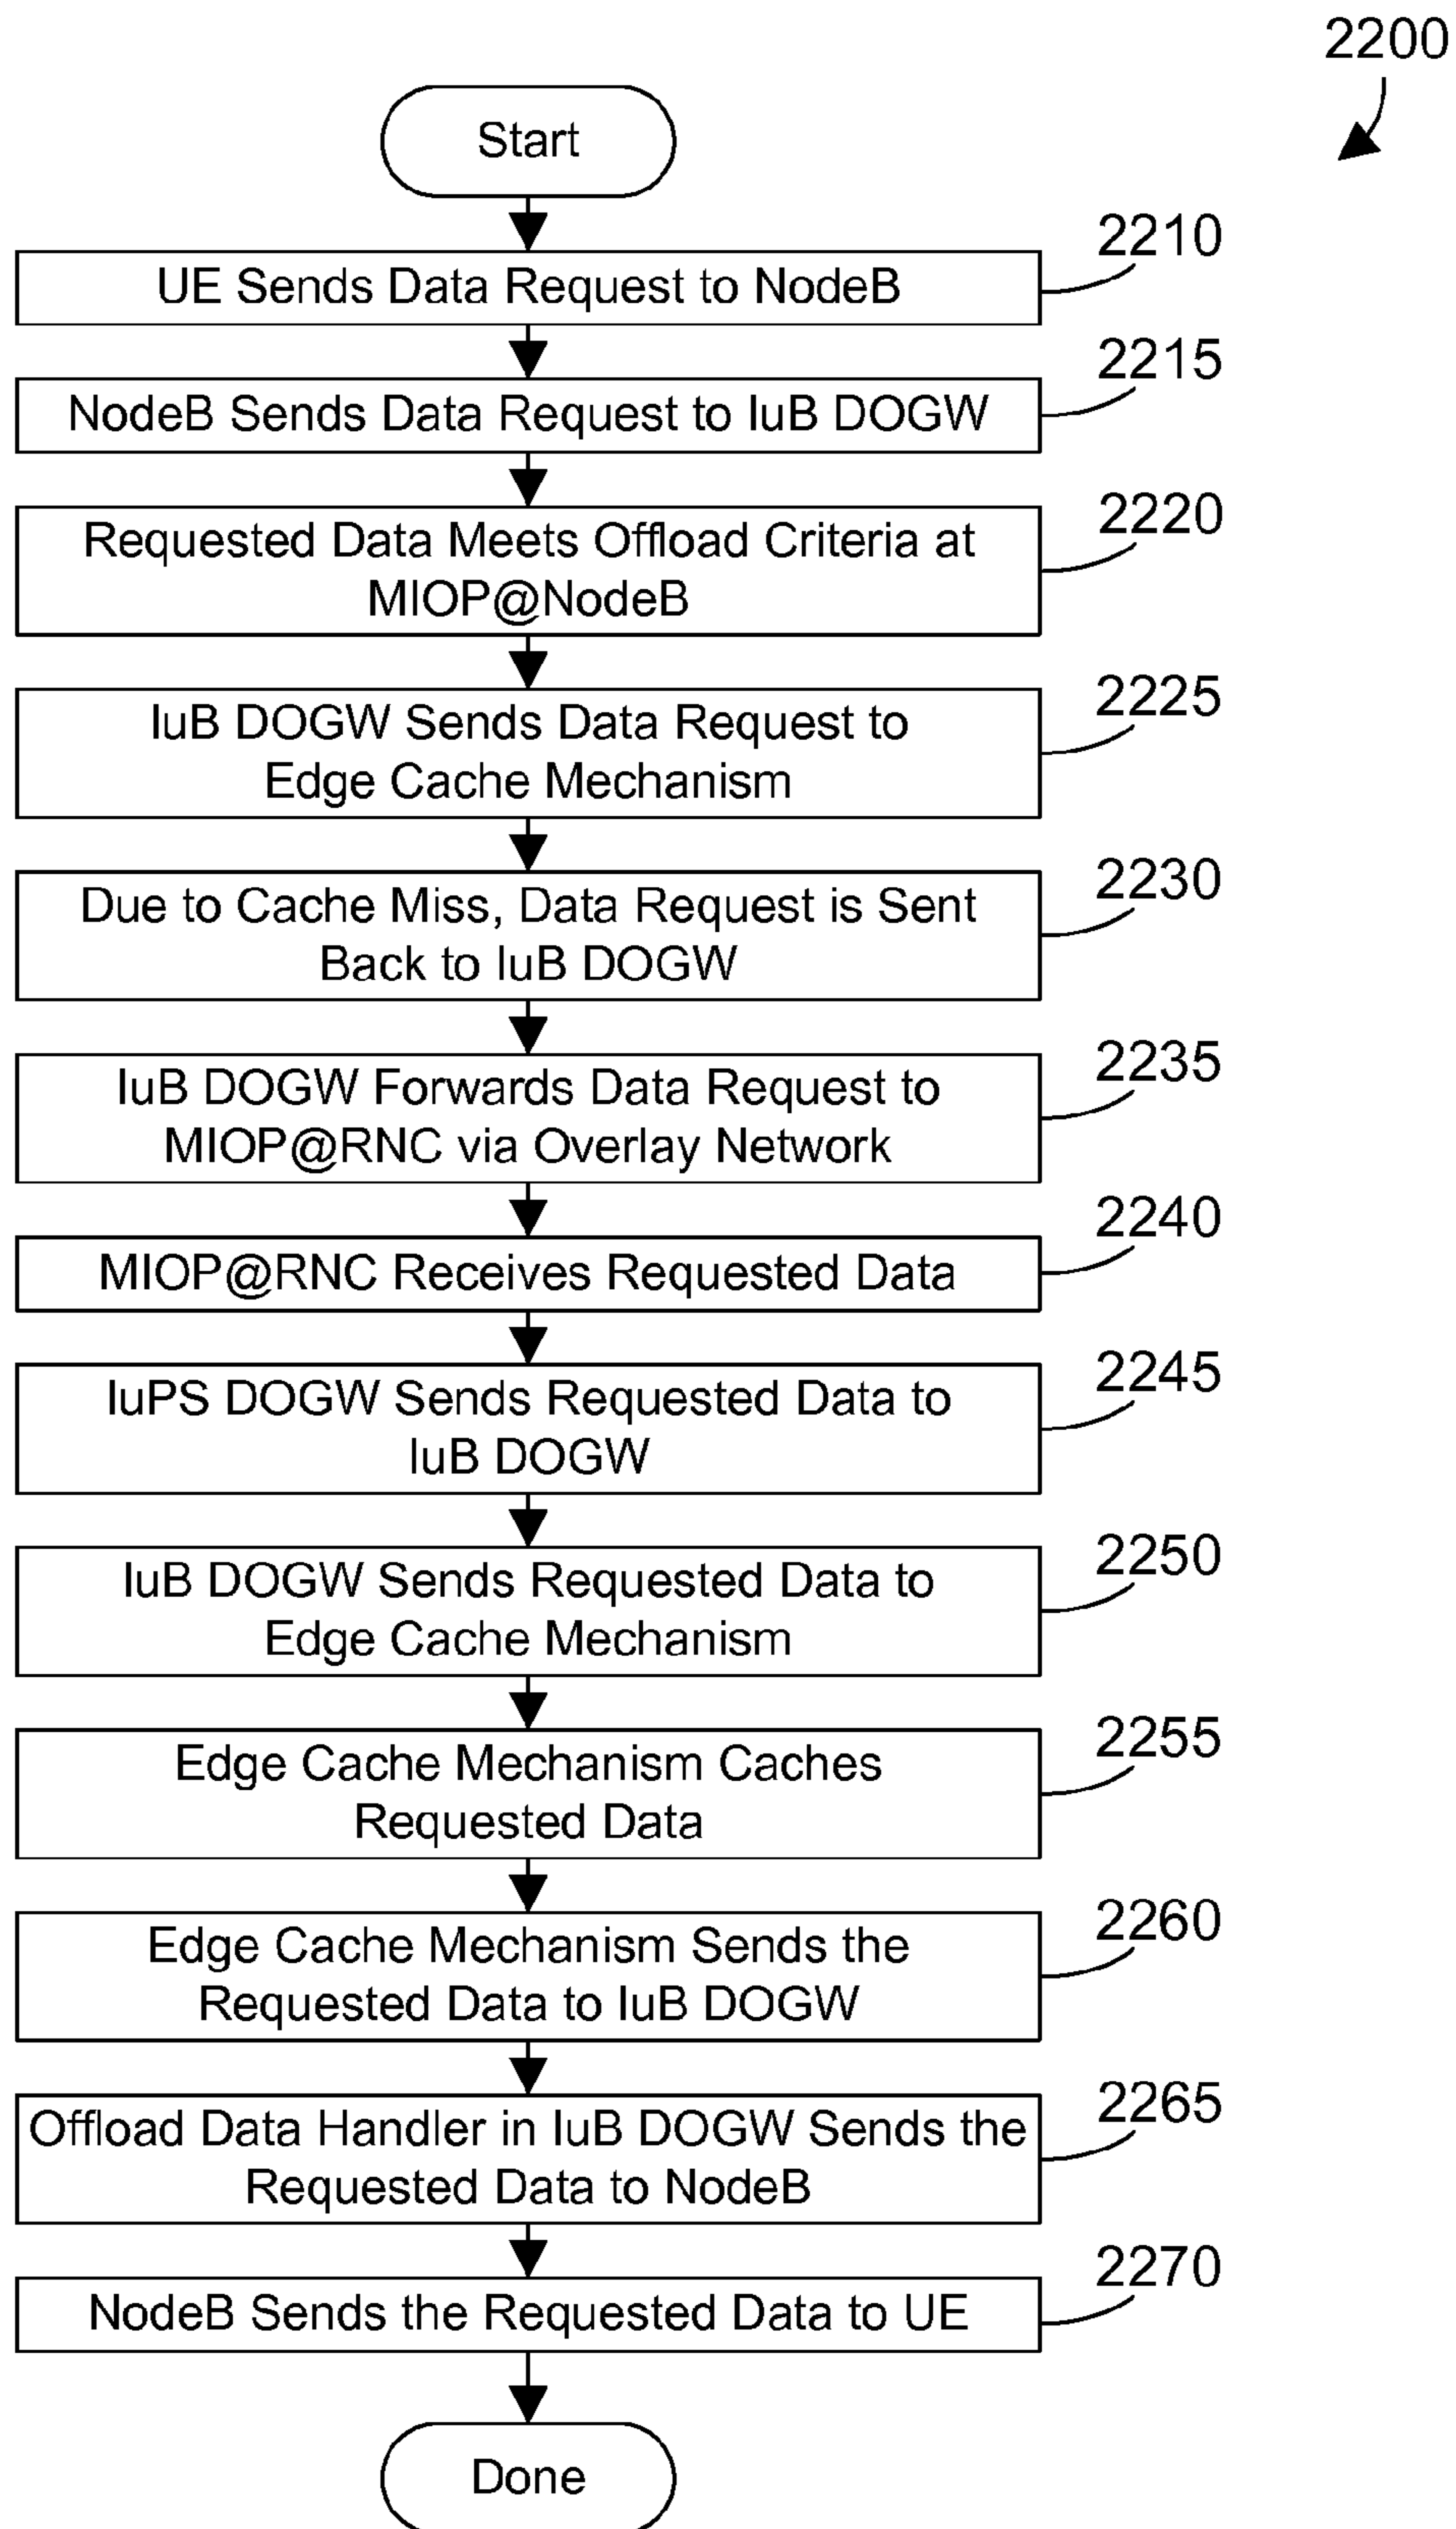 2200
Start
2210
UE Sends Data Request to NodeB
2215
NodeB Sends Data Request to IuB DOGW
2220
Requested Data Meets Offload Criteria at
MIOP@NodeB
2225
IuB DOGW Sends Data Request to
Edge Cache Mechanism
2230
Due to Cache Miss, Data Request is Sent
Back to IuB DOGW
2235
IuB DOGW Forwards Data Request to
MIOP@RNC via Overlay Network
2240
MIOP@RNC Receives Requested Data
2245
IuPS DOGW Sends Requested Data to
IuB DOGW
2250
IuB DOGW Sends Requested Data to
Edge Cache Mechanism
2255
Edge Cache Mechanism Caches
Requested Data
2260
Edge Cache Mechanism Sends the
Requested Data to IuB DOGW
2265
Offload Data Handler in IuB DOGW Sends the
Requested Data to NodeB
2270
NodeB Sends the Requested Data to UE
Done